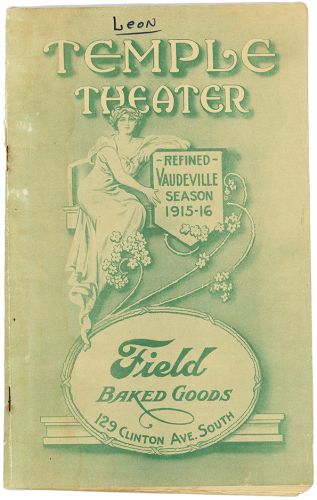 Leon
TEMPLE
THEATER
-REFINED-
VAUDEVILLE
SEASON
1915-16
Field
BAKED GOODS
129 CLINTON AVE. SOUTH